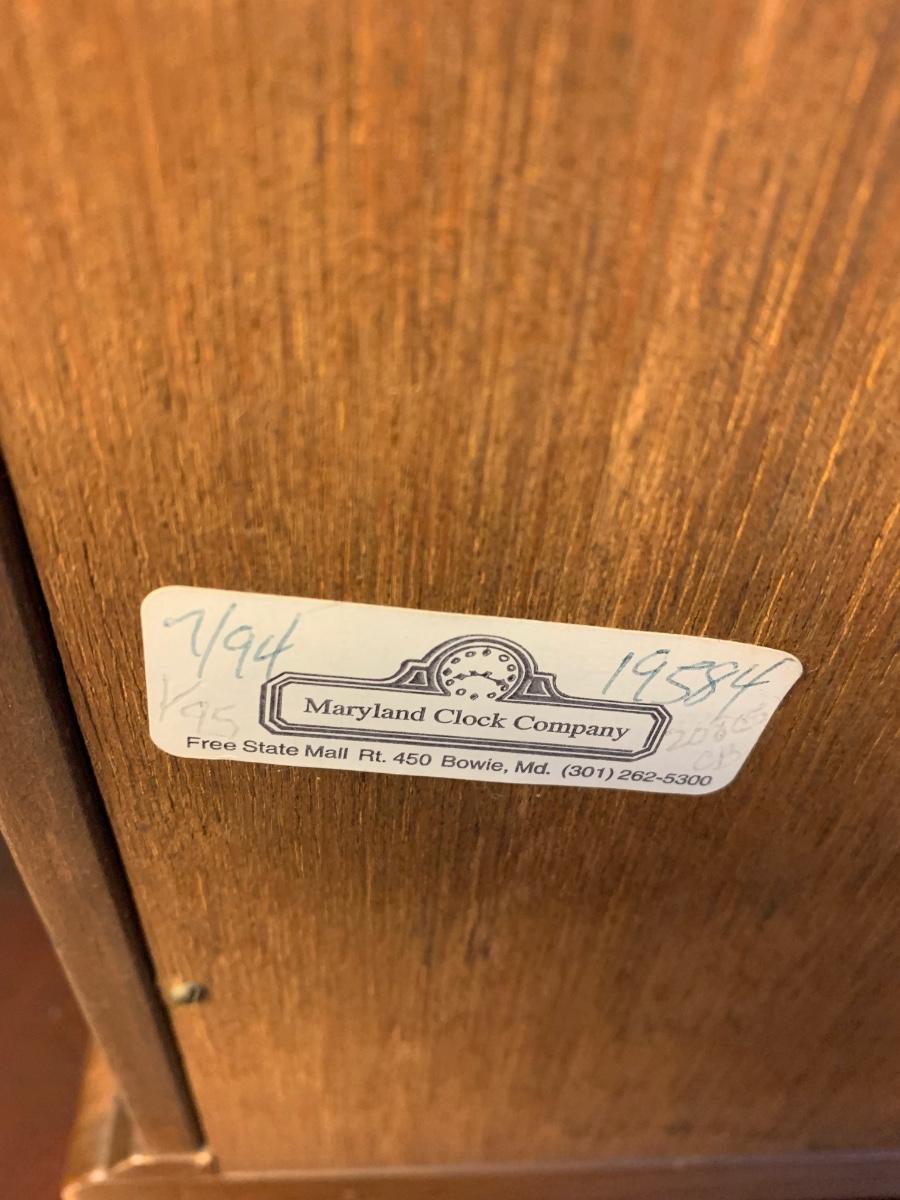 7/94
19584
Maryland Clock Company
Free State Mall Rt. 450 Bowie, Md. (301) 262-5300